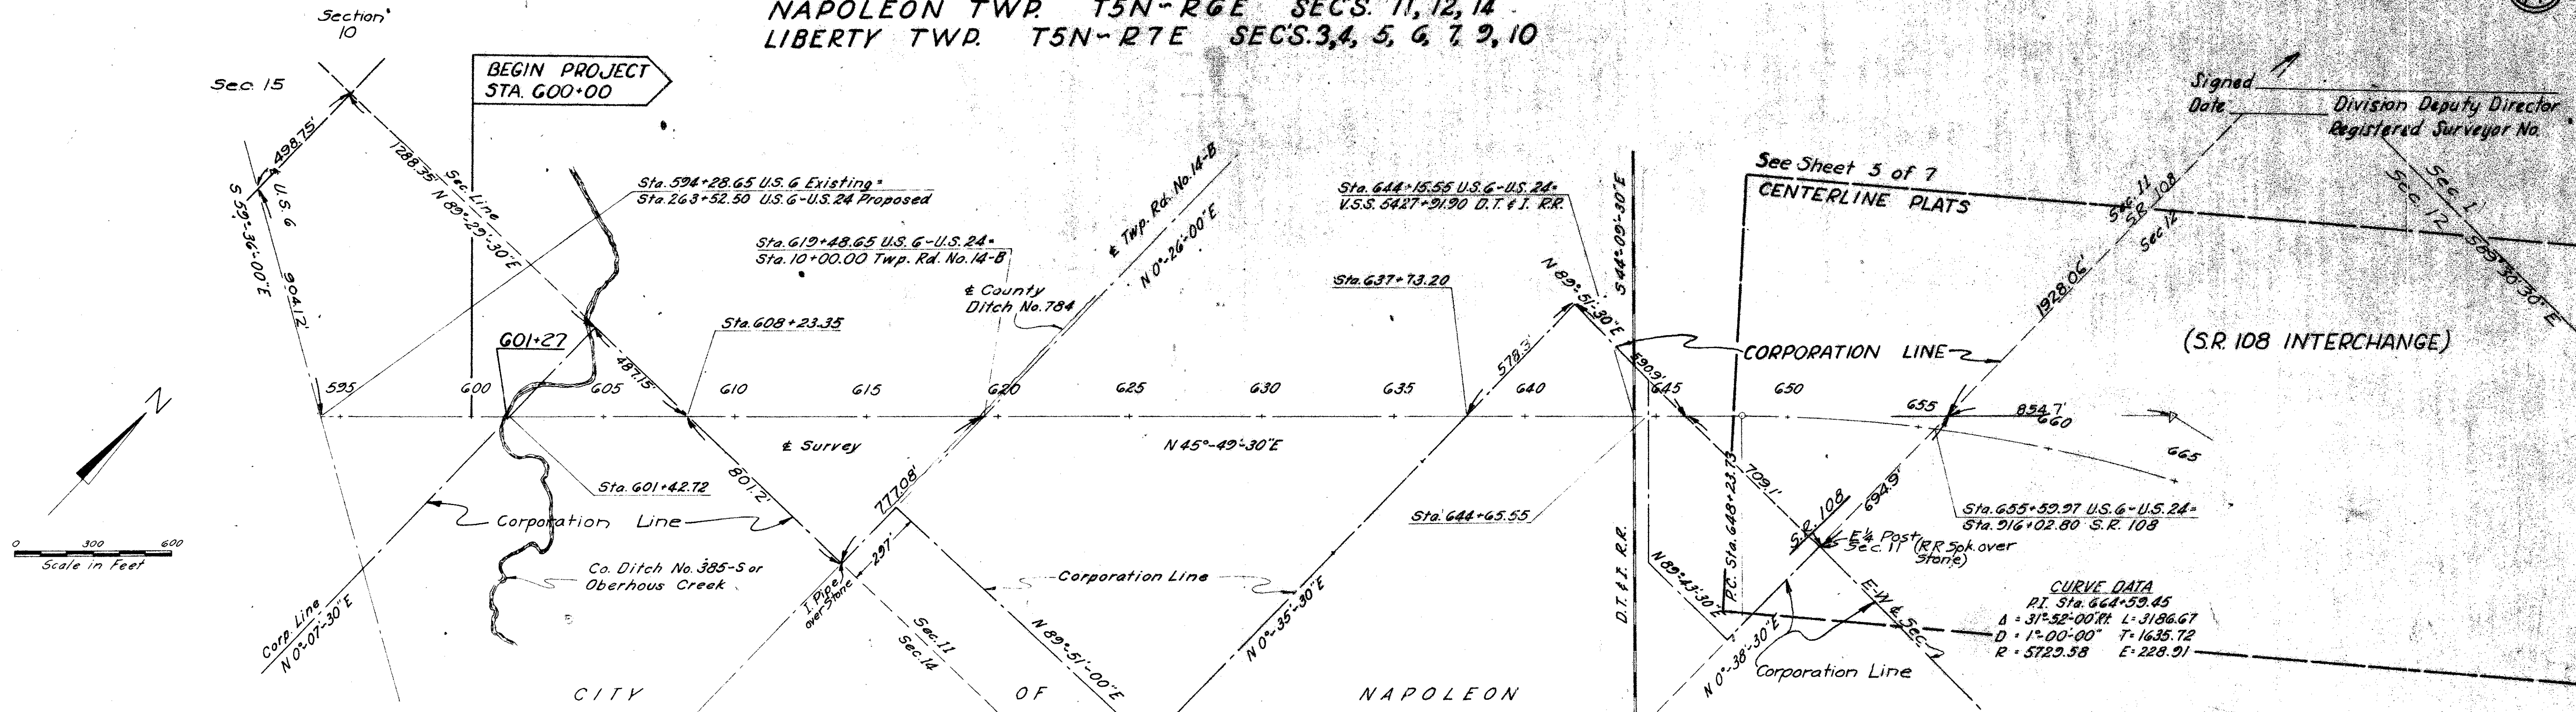 NAPOLEON TWP. T5N~R6E SECS. 11, 12, 14
LIBERTY TWP. T5N~R7E SEC'S. 3,4, 5, 6, 7, 9, 10
Section
10
Sec. 15
BEGIN PROJECT
STA. 600+00
Signed
Date
Division Deputy Director
Registered Surveyor No.
498.75'
℄ U.S. 6
S 59°-36'-00"E
904.12'
1288.35'
Sec. Line
N 89°-29'-30"E
Sta. 594+28.65 U.S. 6 Existing =
Sta. 263+52.50 U.S. 6-U.S. 24 Proposed
Sta. 619+48.65 U.S. 6-U.S. 24=
Sta. 10+00.00 Twp. Rd. No. 14-B
℄ Twp. Rd. No. 14-B
N 0°-26'-00"E
℄ County
Ditch No. 784
Sta. 644+15.55 U.S. 6-U.S. 24=
V.S.S. 5427+91.90 D.T. & I. R.R.
Sta. 637+73.20
N 89°-51'-30"E
S 44°-09'-30"E
See Sheet 5 of 7
CENTERLINE PLATS
Sec. 11
S.R. 108
Sec 12
Sec 1
Sec 12
S89°30'30"E
1928.06'
(S.R. 108 INTERCHANGE)
CORPORATION LINE
601+27
Sta. 608+23.35
487.15'
578.3'
590.9'
595
600
605
610
615
620
625
630
635
640
645
650
655
854.7'
660
665
N
℄ Survey
N 45°-49'-30"E
Sta. 601+42.72
801.2'
777.08'
297'
Corporation Line
Sta. 644+65.55
709.1'
P.C. Sta. 648+23.73
S.R. 108
694.9'
Sta. 655+59.97 U.S. 6-U.S. 24=
Sta. 916+02.80 S.R. 108
E¼ Post
Sec. 11 (RR Spk. over
Stone)
0 300 600
Scale in Feet
Co. Ditch No. 385-S or
Oberhous Creek
I. Pipe
over Stone
Corporation Line
D.T. & I. R.R.
N89°43'-30"E
E-W ℄ Sec.
CURVE DATA
P.I. Sta. 664+59.45
Δ = 31°-52'-00" Rt. L= 3186.67
D = 1°-00'-00" T= 1635.72
R = 5729.58 E= 228.91
Corp. Line
N 0°-07'-30"E
Sec. 11
Sec. 14
N 89°-51'-00"E
N 0°-35'-30"E
N 0°-38'-30"E
Corporation Line
CITY OF NAPOLEON